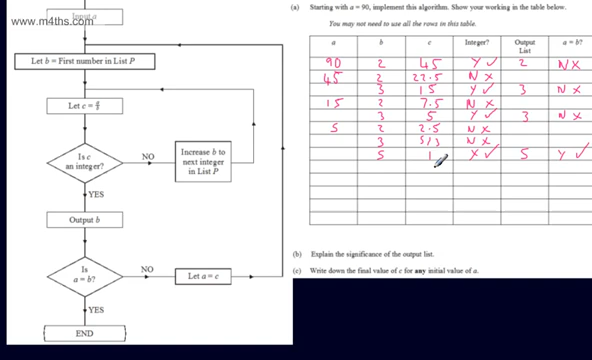 www.m4ths.com
Input a
Let b = First number in List P
Let c = a/b
Is c
an integer?
NO
Increase b to
next integer
in List P
YES
Output b
Is
a = b?
NO
Let a = c
YES
END
(a) Starting with a = 90, implement this algorithm. Show your working in the table below.
You may not need to use all the rows in this table.
a b c Integer? Output List a = b?
90 2 45 Y ✓ 2 N X
45 2 22.5 N X
3 15 Y ✓ 3 N X
15 2 7.5 N X
3 5 Y ✓ 3 N X
5 2 2.5 N X
3 5/3 N X
5 1 Y ✓ 5 Y ✓
(b) Explain the significance of the output list.
(c) Write down the final value of c for any initial value of a.